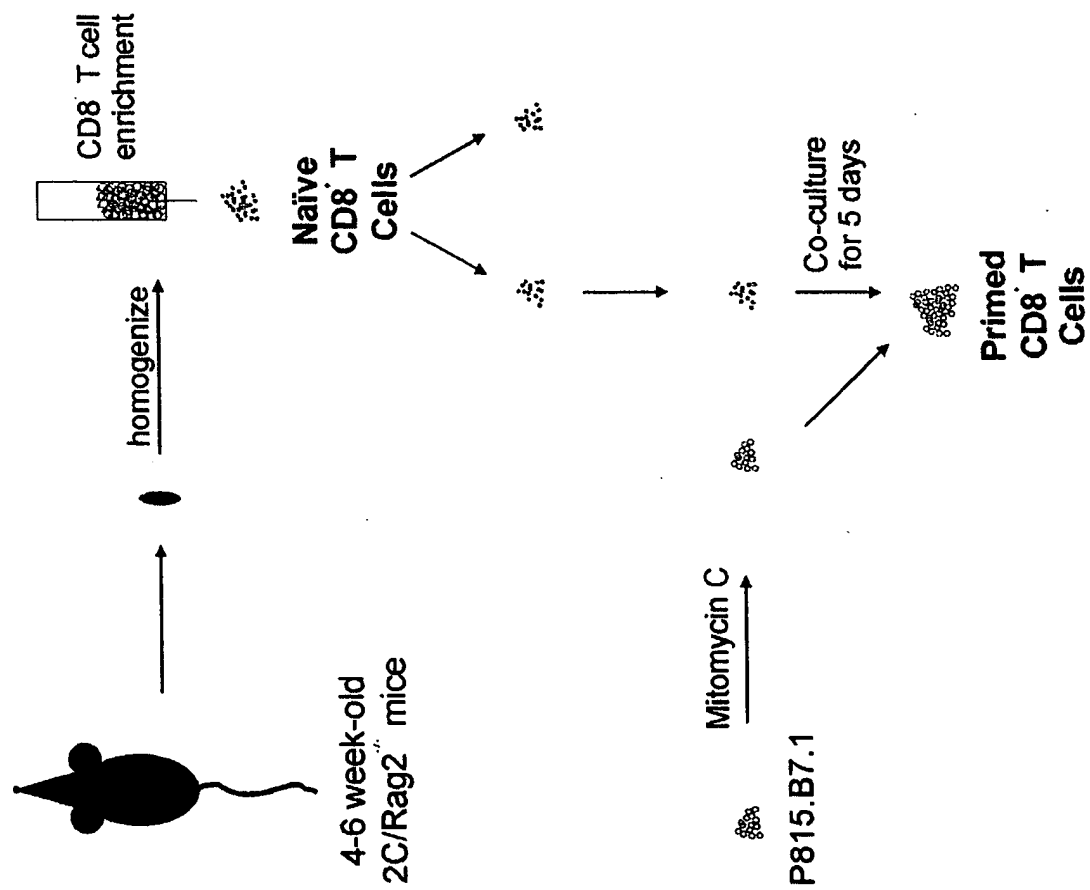 4-6 week-old
2C/Rag2-/- mice
homogenize
CD8+ T cell
enrichment
Naïve
CD8+ T
Cells
P815.B7.1
Mitomycin C
Co-culture
for 5 days
Primed
CD8+ T
Cells